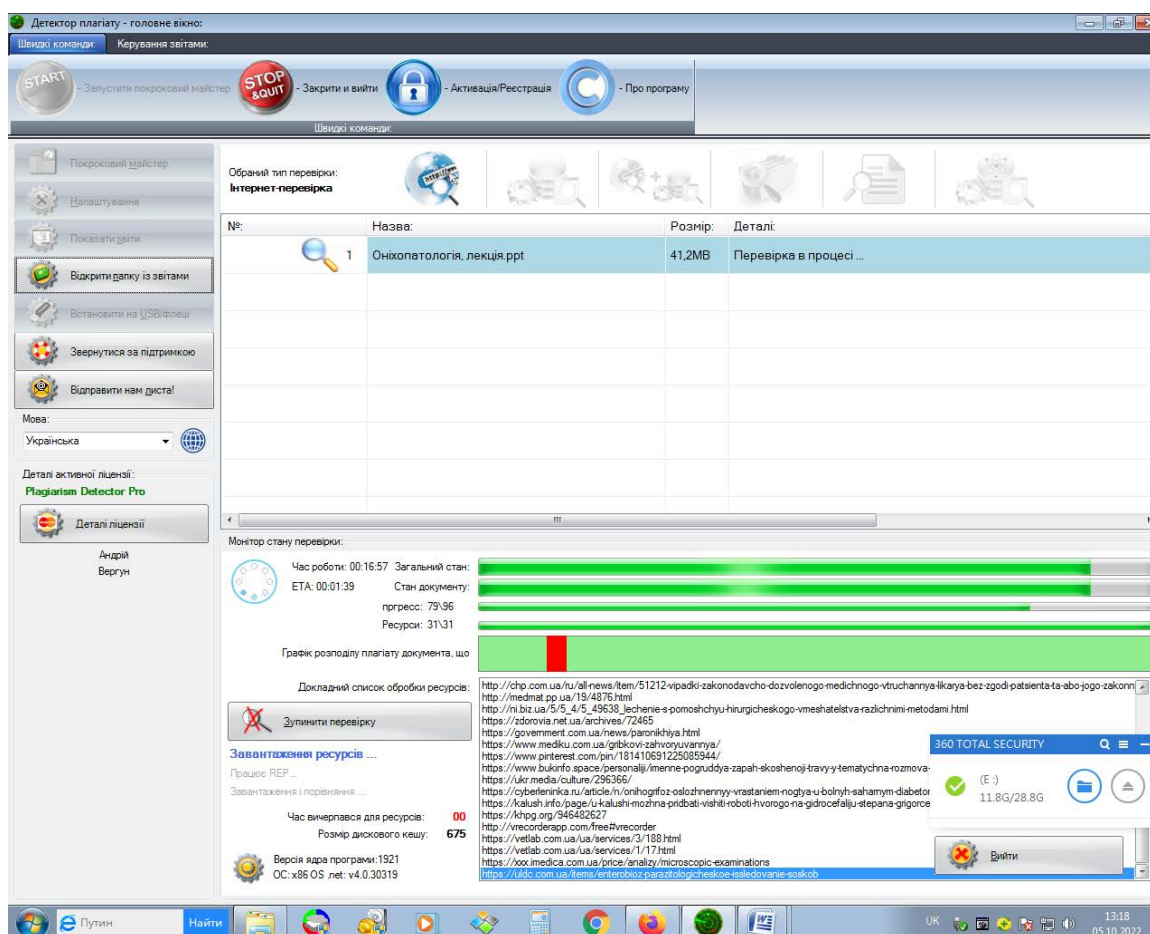 Детектор плагіату - головне вікно:
Швидкі команди: Керування звітами:
START - Запустити покроковий майстер STOP &QUIT - Закрити и вийти - Активація/Реєстрація C - Про програму
Швидкі команди:
Покроковий майстер
Налаштування
Показати звіти
Відкрити папку із звітами
Встановити на USB/флеш
Звернутися за підтримкою
Відправити нам листа!
Мова:
Українська
Деталі активної ліцензії:
Plagiarism Detector Pro
Деталі ліцензії
Андрій
Вергун
Обраний тип перевірки:
Інтернет-перевірка
http://
№: Назва: Розмір: Деталі:
1 Оніхопатологія, лекція.ppt 41,2MB Перевірка в процесі ...
Монітор стану перевірки:
Час роботи: 00:16:57 Загальний стан:
ETA: 00:01:39 Стан документу:
пргресс: 79\96
Ресурси: 31\31
Графік розподілу плагіату документа, що
Докладний список обробки ресурсів:
Зупинити перевірку
Завантаження ресурсів ...
Працює REP...
Завантаження і порівняння ...
Час вичерпався для ресурсів: 00
Розмір дискового кешу: 675
Версія ядра програми:1921
ОС: x86 OS .net: v4.0.30319
http://chp.com.ua/ru/all-news/item/51212-vipadki-zakonodavcho-dozvolenogo-medichnogo-vtruchannya-likarya-bez-zgodi-patsienta-ta-abo-jogo-zakonn
http://medmat.pp.ua/19/4876.html
http://ni.biz.ua/5/5_4/5_49638_lechenie-s-pomoshchyu-hirurgicheskogo-vmeshatelstva-razlichnimi-metodami.html
https://zdorovia.net.ua/archives/72465
https://government.com.ua/news/paronikhiya.html
https://www.mediku.com.ua/gribkovi-zahvoryuvannya/
https://www.pinterest.com/pin/181410691225085944/
https://www.bukinfo.space/personalij/imenne-pogruddya-zapah-skoshenoji-travy-y-tematychna-rozmova-
https://ukr.media/culture/296366/
https://cyberleninka.ru/article/n/onihogrifoz-oslozhnennyy-vrastaniem-nogtya-u-bolnyh-saharnym-diabetor
https://kalush.info/page/u-kalushi-mozhna-pridbati-vishiti-roboti-hvorogo-na-gidrocefaliju-stepana-grigorce
https://khpg.org/946482627
http://vrecorderapp.com/free#vrecorder
https://vetlab.com.ua/ua/services/3/188.html
https://vetlab.com.ua/ua/services/1/17.html
https://xxx.imedica.com.ua/price/analizy/microscopic-examinations
https://uldc.com.ua/items/enterobioz-parazitologicheskoe-issledovanie-soskob
360 TOTAL SECURITY
(E :)
11.8G/28.8G
Вийти
Путин Найти
UK 13:18
05.10.2022